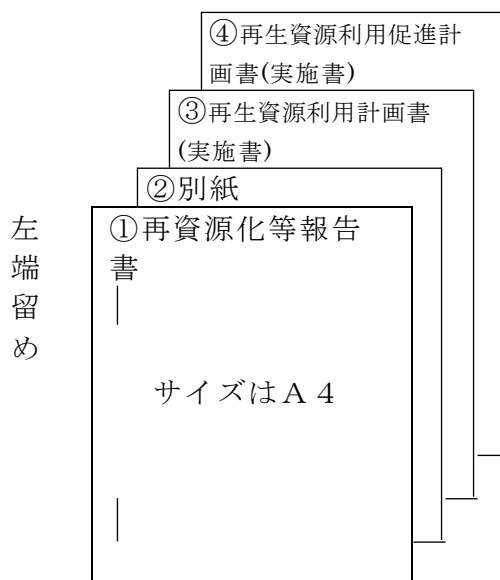 ④再生資源利用促進計
画書(実施書)
③再生資源利用計画書
(実施書)
②別紙
①再資源化等報告
書
左端留め
サイズはA４